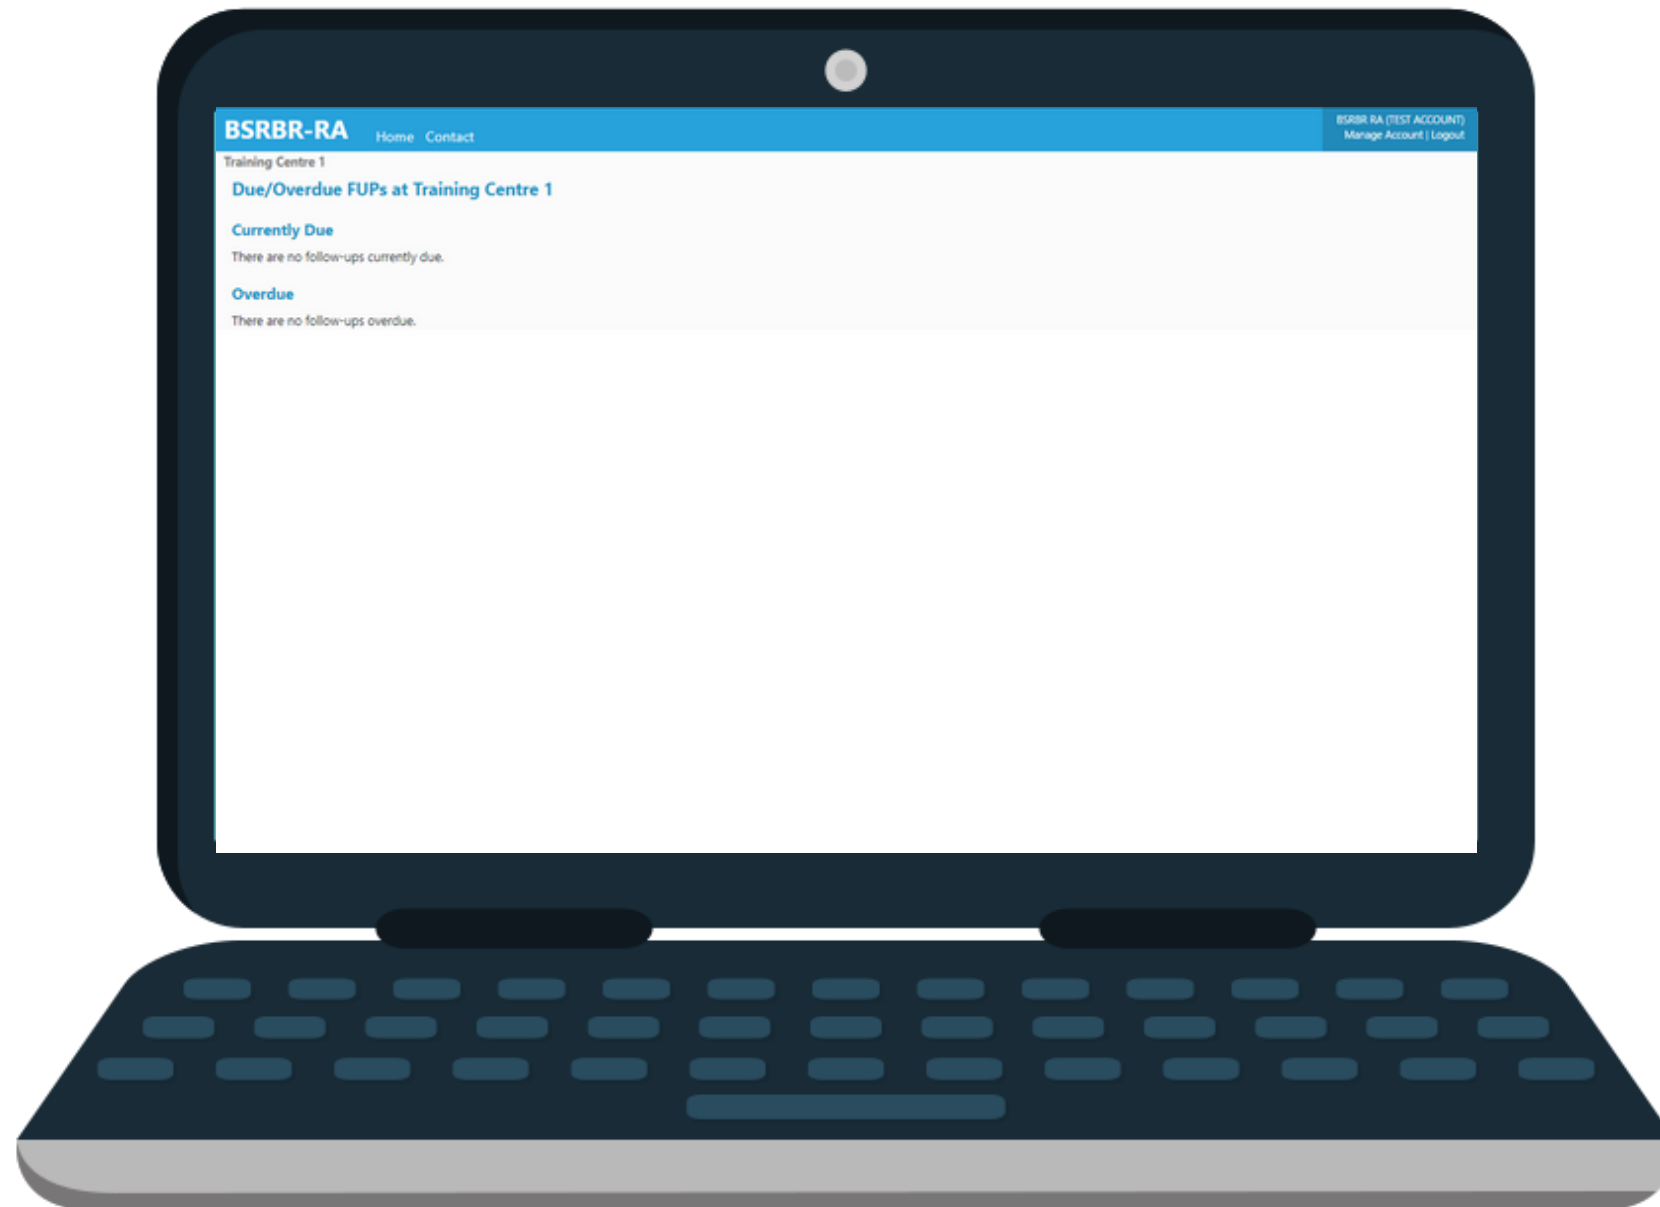 BSRBR-RA Home Contact
BSRBR RA (TEST ACCOUNT)
Manage Account | Logout
Training Centre 1
Due/Overdue FUPs at Training Centre 1
Currently Due
There are no follow-ups currently due.
Overdue
There are no follow-ups overdue.